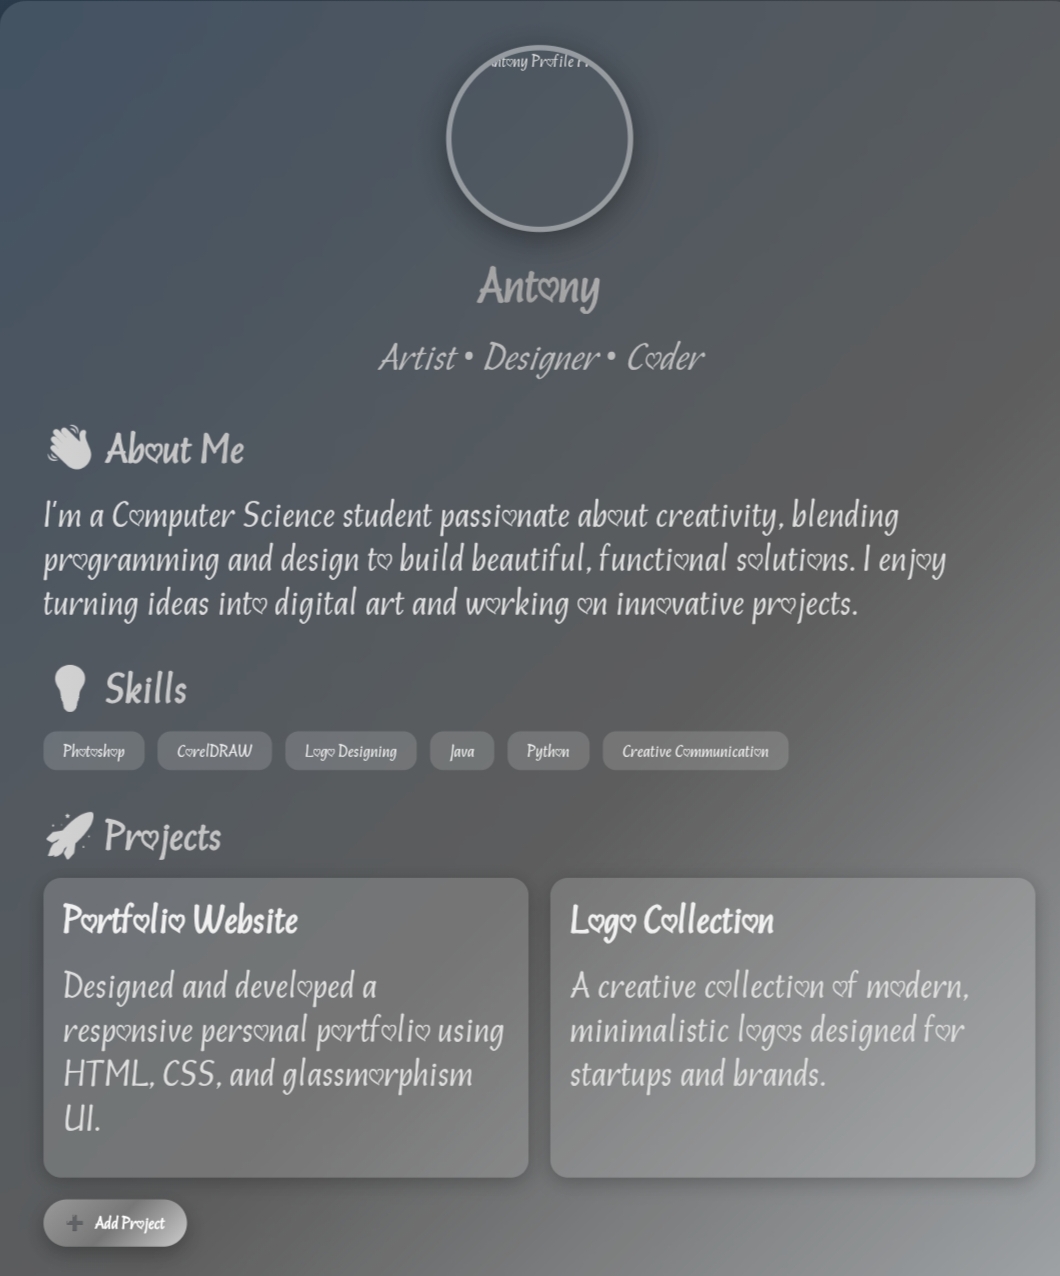 Antony Profile
Antony
Artist • Designer • Coder
👋 About Me
I'm a Computer Science student passionate about creativity, blending
programming and design to build beautiful, functional solutions. I enjoy
turning ideas into digital art and working on innovative projects.
💡 Skills
Photoshop CorelDRAW Logo Designing Java Python Creative Communication
🚀 Projects
Portfolio Website
Designed and developed a
responsive personal portfolio using
HTML, CSS, and glassmorphism
UI.
Logo Collection
A creative collection of modern,
minimalistic logos designed for
startups and brands.
➕ Add Project